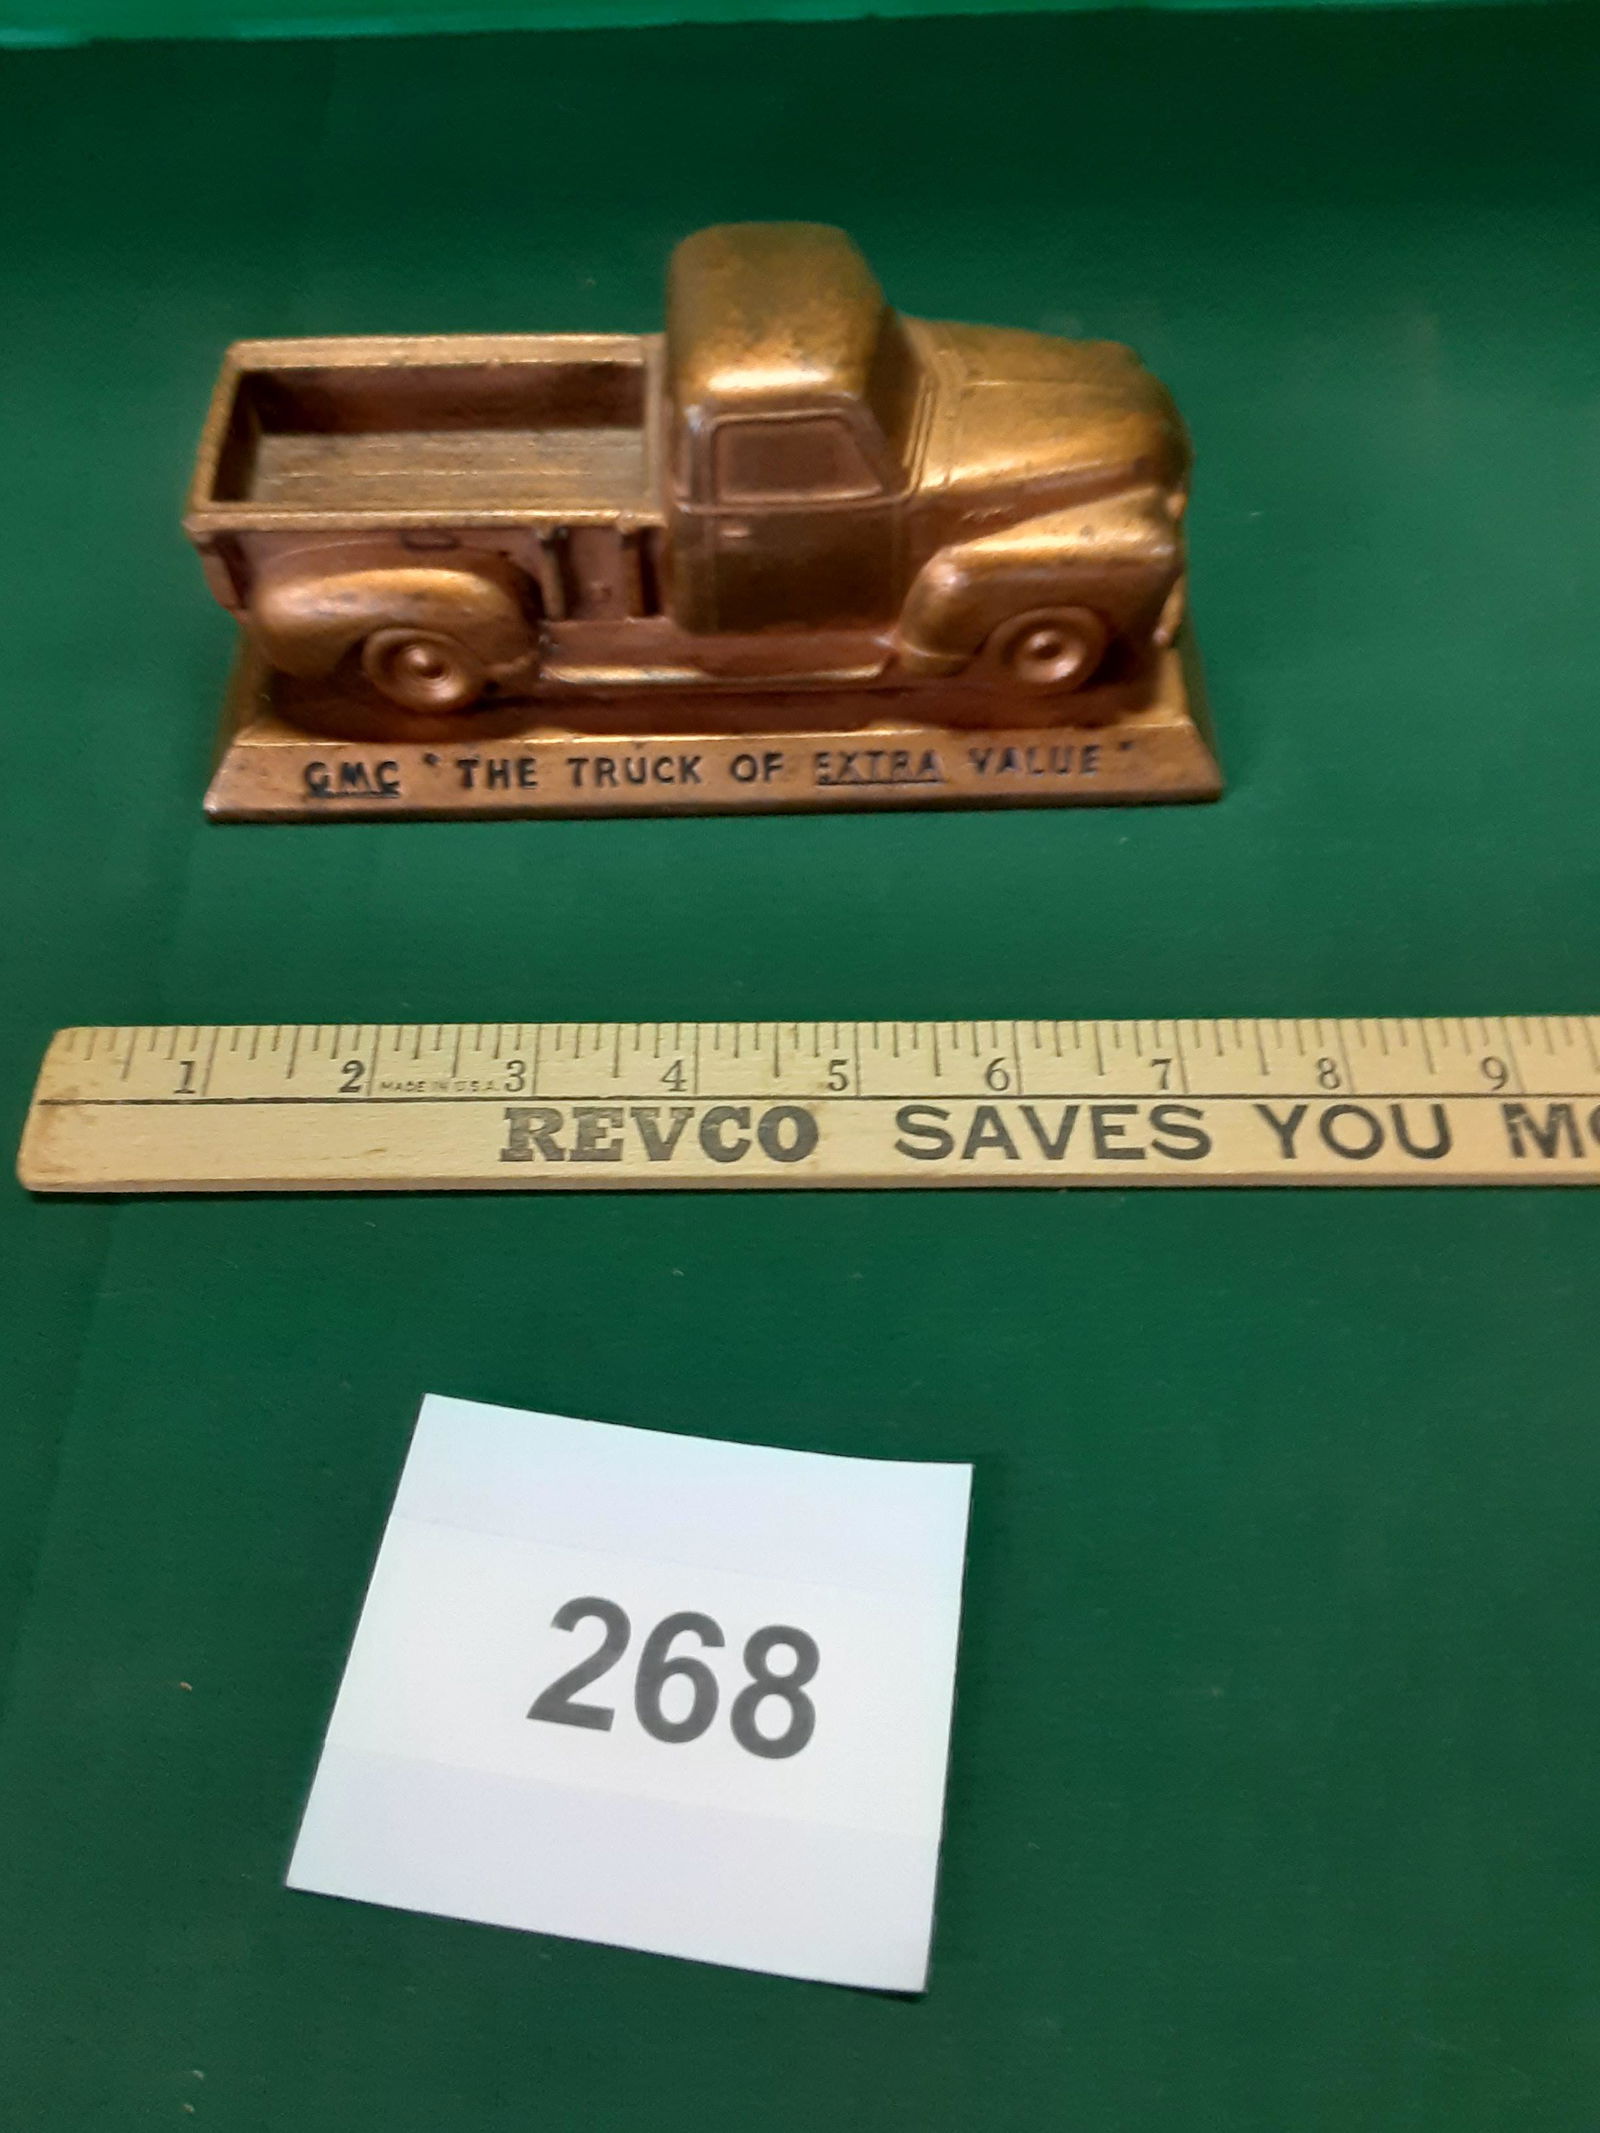 GMC "THE TRUCK OF EXTRA VALUE"
1 2 3 4 5 6 7 8 9
MADE IN U.S.A.
REVCO SAVES YOU MO
268